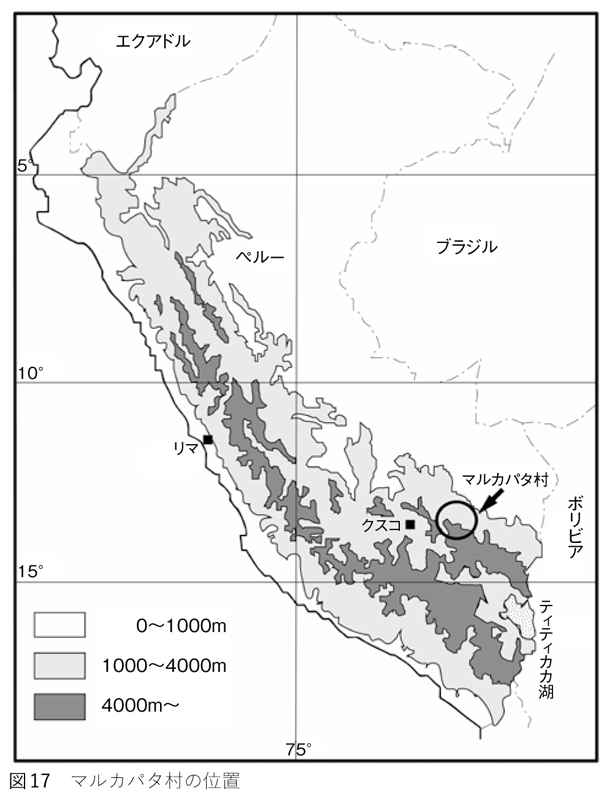 エクアドル
5°
ペルー
ブラジル
10°
リマ
マルカパタ村
クスコ
ボリビア
15°
ティティカカ湖
0〜1000m
1000〜4000m
4000m〜
75°
図17 マルカパタ村の位置